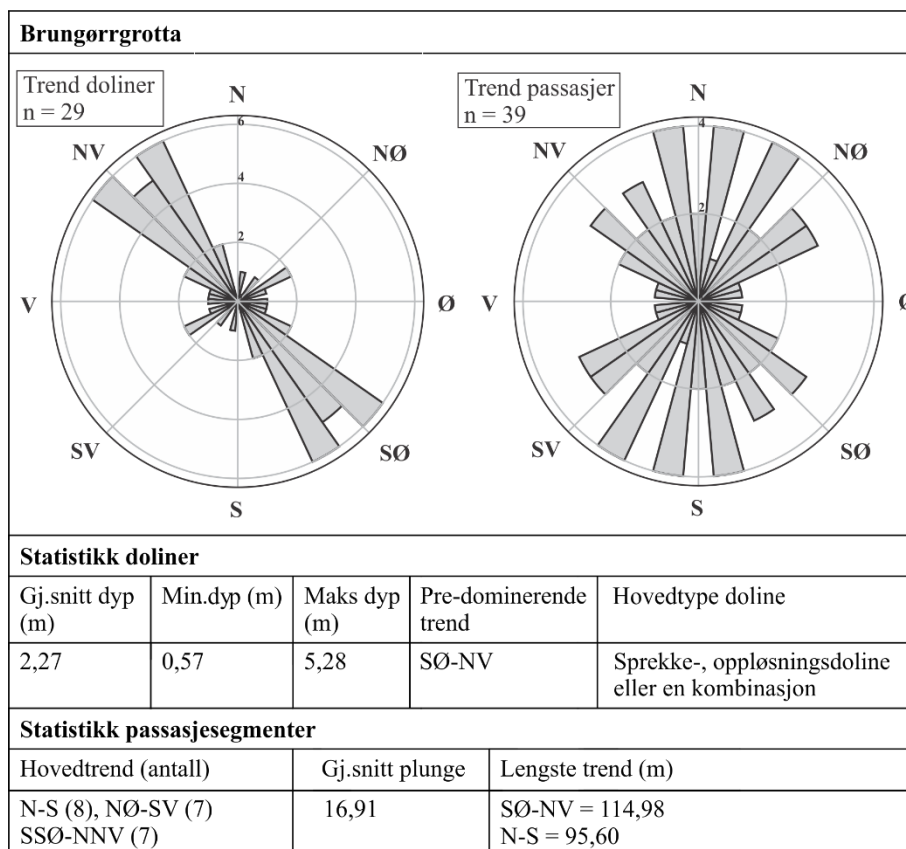 Brungørrgrotta
Trend doliner
n = 29
N
6
NV
NØ
4
2
V
Ø
SV
SØ
S
Trend passasjer
n = 39
N
4
NV
NØ
2
V
Ø
SV
SØ
S
Statistikk doliner
Gj.snitt dyp
(m)
Min.dyp (m)
Maks dyp
(m)
Pre-dominerende
trend
Hovedtype doline
2,27
0,57
5,28
SØ-NV
Sprekke-, oppløsningsdoline
eller en kombinasjon
Statistikk passasjesegmenter
Hovedtrend (antall)
Gj.snitt plunge
Lengste trend (m)
N-S (8), NØ-SV (7)
SSØ-NNV (7)
16,91
SØ-NV = 114,98
N-S = 95,60